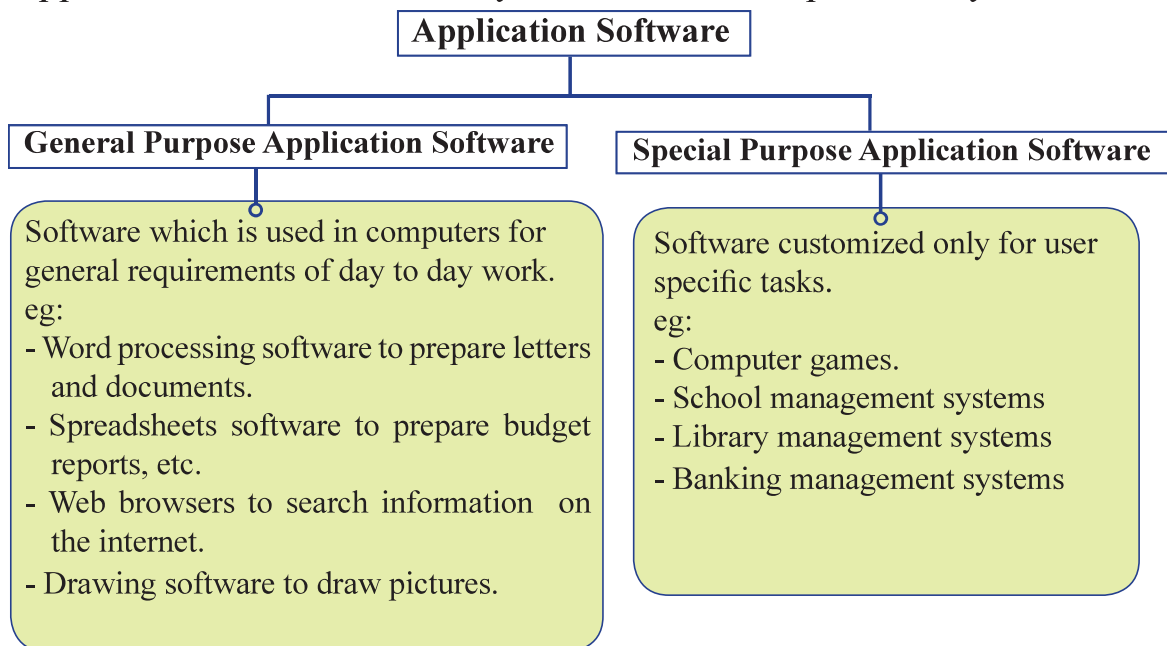 Application Software
General Purpose Application Software
Special Purpose Application Software
Software which is used in computers for
general requirements of day to day work.
eg:
- Word processing software to prepare letters
and documents.
- Spreadsheets software to prepare budget
reports, etc.
- Web browsers to search information on
the internet.
- Drawing software to draw pictures.
Software customized only for user
specific tasks.
eg:
- Computer games.
- School management systems
- Library management systems
- Banking management systems